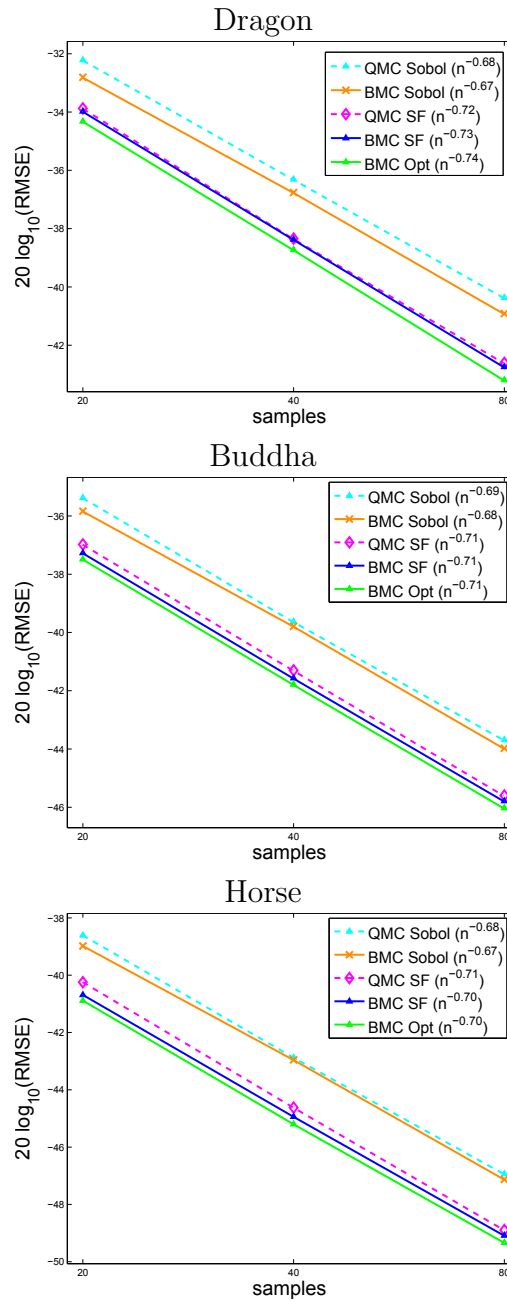 Dragon
−32
−34
−36
−38
−40
−42
20 log₁₀(RMSE)
QMC Sobol (n⁻⁰·⁶⁸)
BMC Sobol (n⁻⁰·⁶⁷)
QMC SF (n⁻⁰·⁷²)
BMC SF (n⁻⁰·⁷³)
BMC Opt (n⁻⁰·⁷⁴)
20
40
80
samples
Buddha
−36
−38
−40
−42
−44
−46
20 log₁₀(RMSE)
QMC Sobol (n⁻⁰·⁶⁹)
BMC Sobol (n⁻⁰·⁶⁸)
QMC SF (n⁻⁰·⁷¹)
BMC SF (n⁻⁰·⁷¹)
BMC Opt (n⁻⁰·⁷¹)
20
40
80
samples
Horse
−38
−40
−42
−44
−46
−48
−50
20 log₁₀(RMSE)
QMC Sobol (n⁻⁰·⁶⁸)
BMC Sobol (n⁻⁰·⁶⁷)
QMC SF (n⁻⁰·⁷¹)
BMC SF (n⁻⁰·⁷⁰)
BMC Opt (n⁻⁰·⁷⁰)
20
40
80
samples